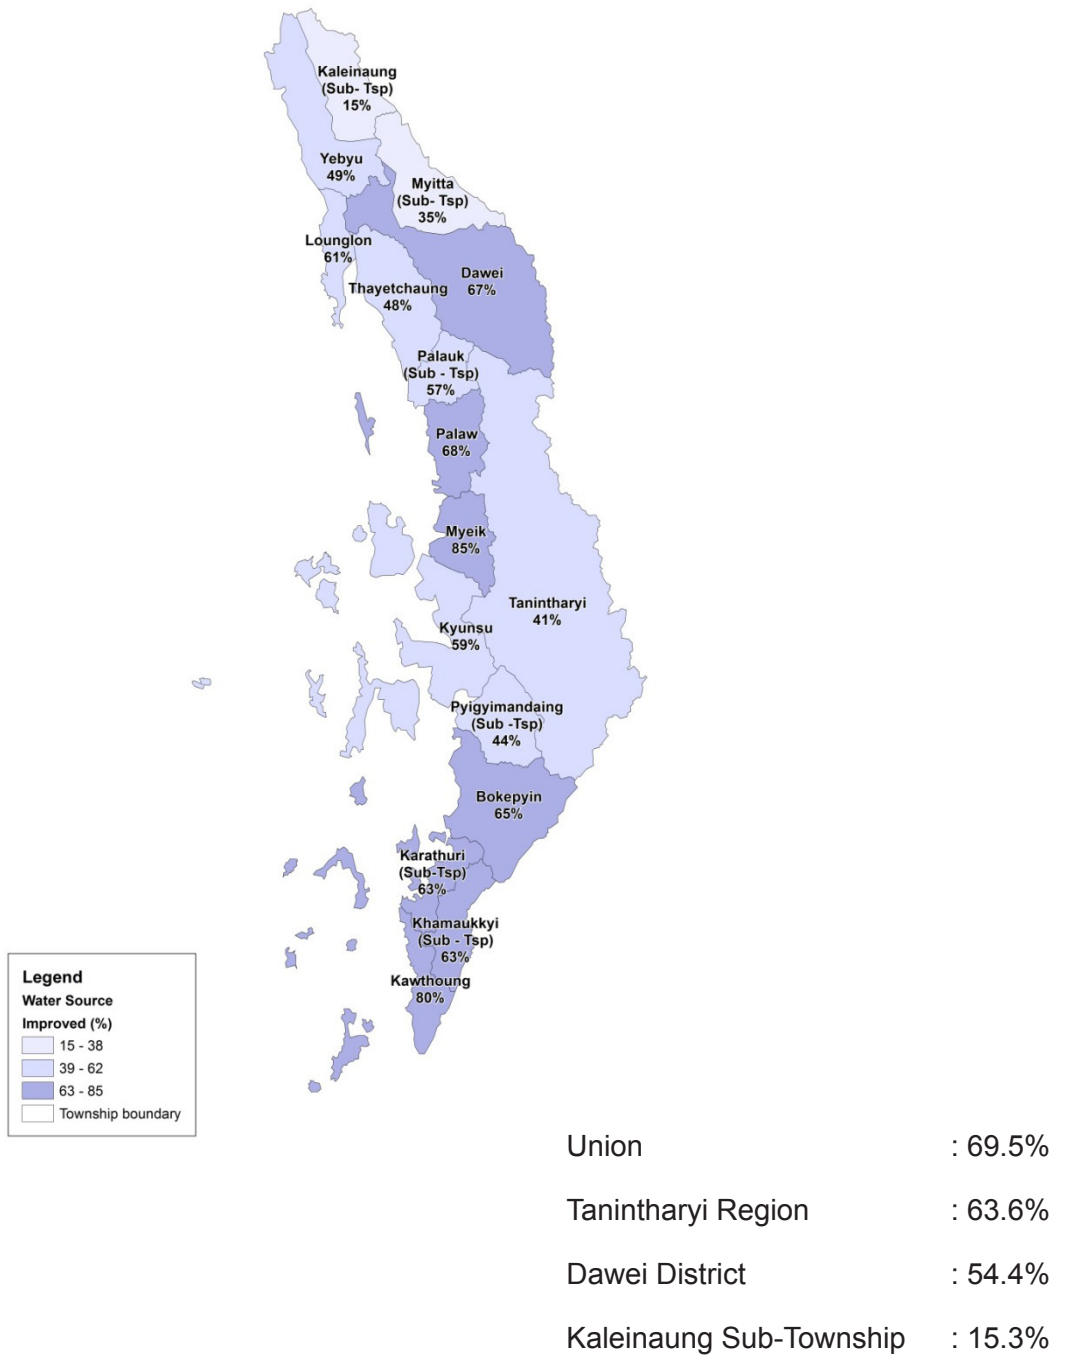 Kaleinaung
(Sub- Tsp)
15%
Yebyu
49%
Myitta
(Sub- Tsp)
35%
Lounglon
61%
Dawei
67%
Thayetchaung
48%
Palauk
(Sub - Tsp)
57%
Palaw
68%
Myeik
85%
Tanintharyi
41%
Kyunsu
59%
Pyigyimandaing
(Sub -Tsp)
44%
Bokepyin
65%
Karathuri
(Sub-Tsp)
63%
Khamaukkyi
(Sub - Tsp)
63%
Kawthoung
80%
Legend
Water Source
Improved (%)
15 - 38
39 - 62
63 - 85
Township boundary
Union : 69.5%
Tanintharyi Region : 63.6%
Dawei District : 54.4%
Kaleinaung Sub-Township : 15.3%